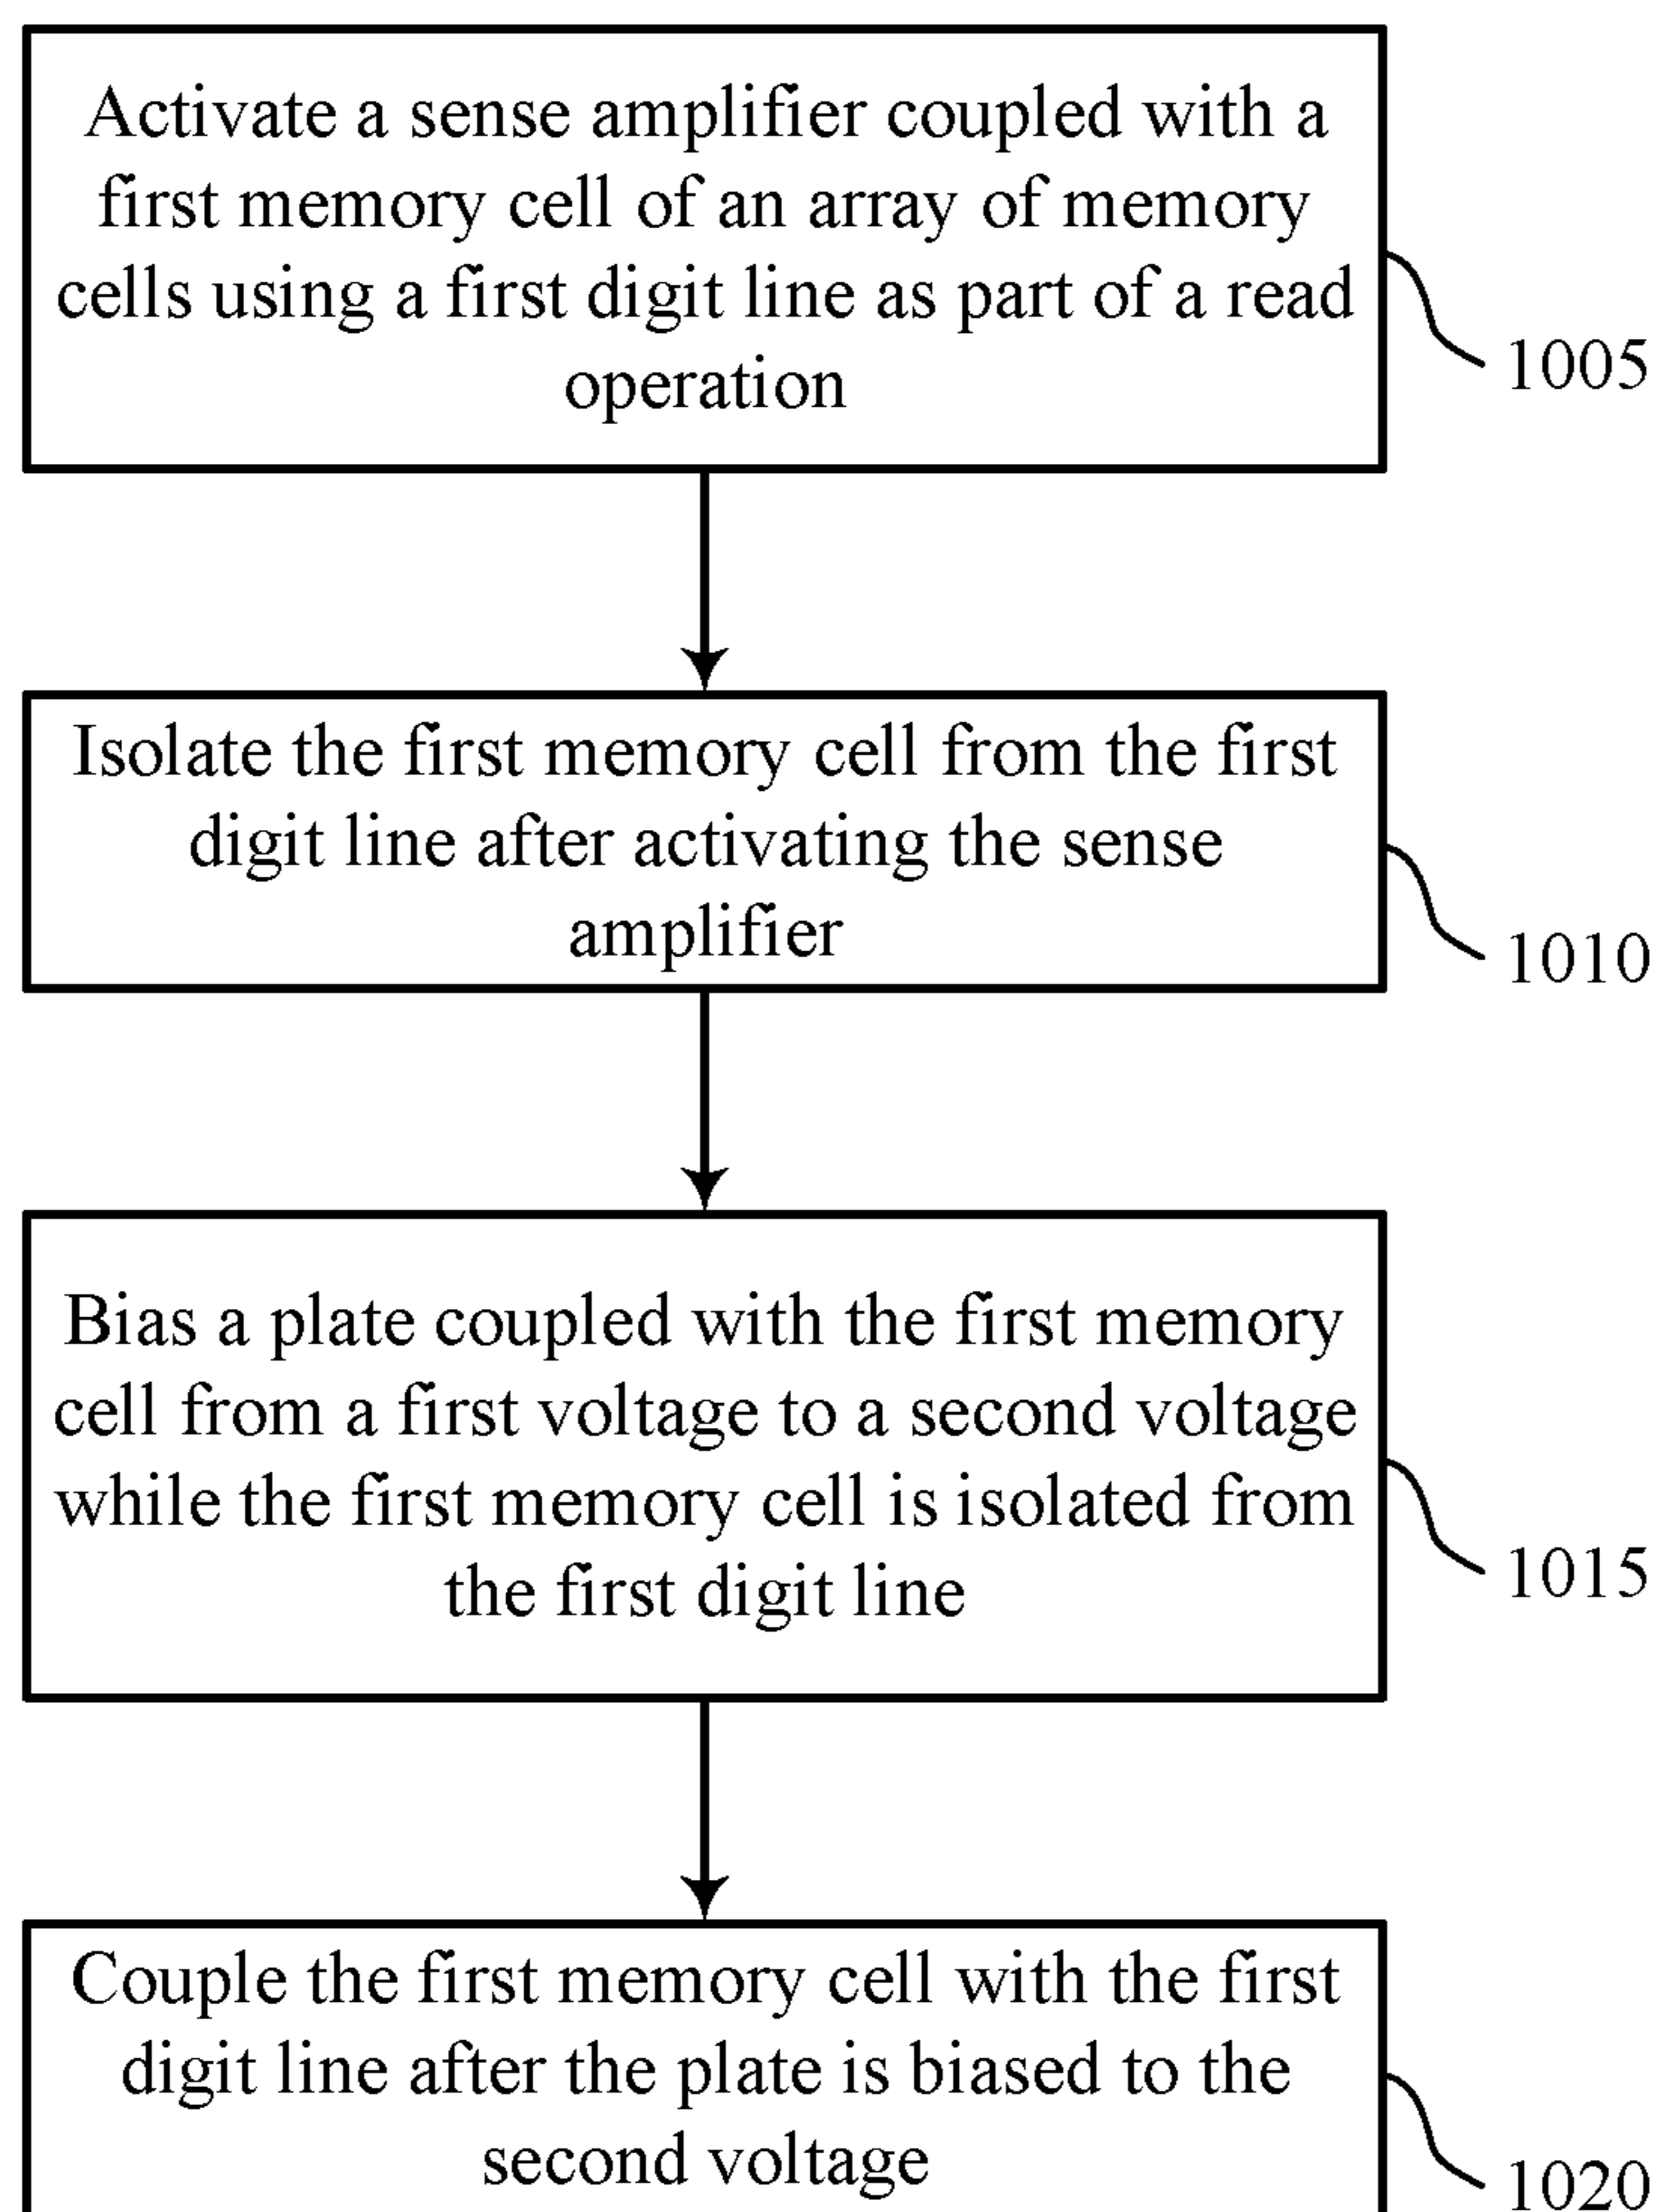 Activate a sense amplifier coupled with a
first memory cell of an array of memory
cells using a first digit line as part of a read
operation
1005
Isolate the first memory cell from the first
digit line after activating the sense
amplifier
1010
Bias a plate coupled with the first memory
cell from a first voltage to a second voltage
while the first memory cell is isolated from
the first digit line
1015
Couple the first memory cell with the first
digit line after the plate is biased to the
second voltage
1020